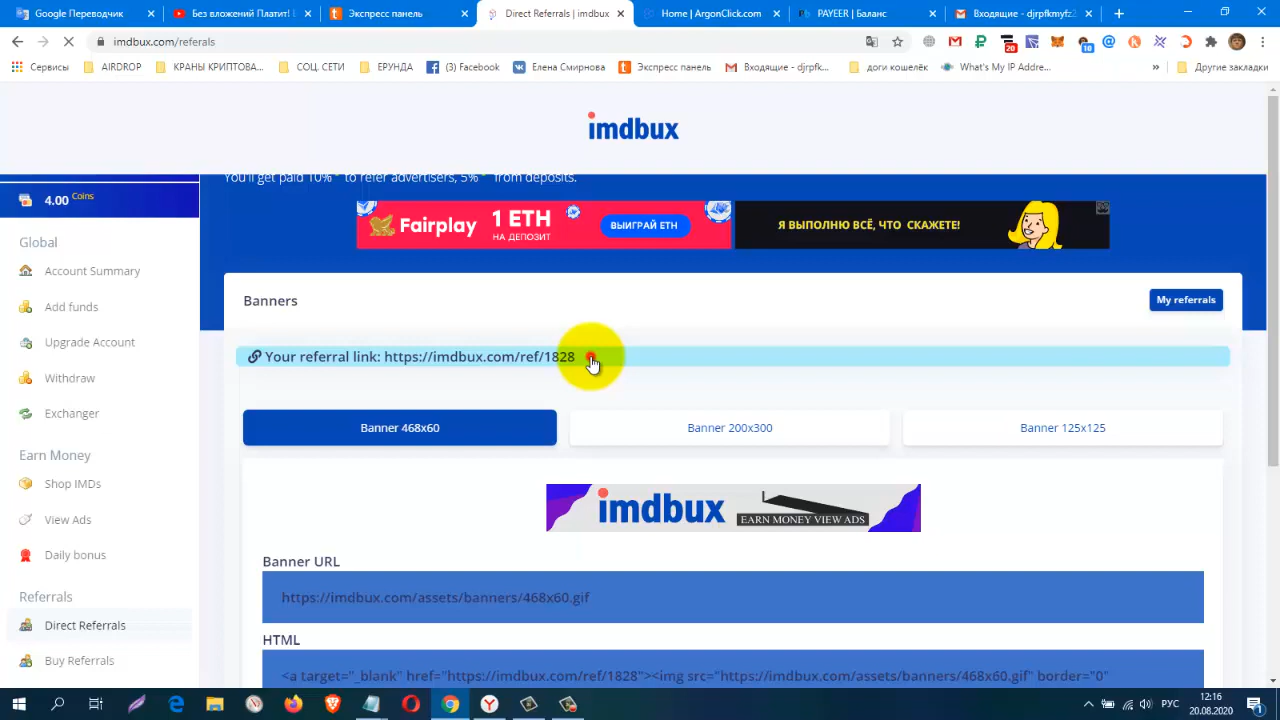 Google Переводчик
Без вложений Платит! Е
Экспресс панель
Direct Referrals | imdbux
Home | ArgonClick.com
PAYEER | Баланс
Входящие - djrpfkmyfz2
imdbux.com/referals
20
10
Сервисы
AIRDROP
КРАНЫ КРИПТОВА...
СОЦ СЕТИ
ЕРУНДА
(3) Facebook
Елена Смирнова
Экспресс панель
Входящие - djrpfk...
доги кошелёк
What's My IP Addre...
»
Другие закладки
imdbux
You'll get paid 10%* to refer advertisers, 5%* from deposits.
4.00 Coins
Fairplay
1 ETH
НА ДЕПОЗИТ
ВЫИГРАЙ ETH
Я ВЫПОЛНЮ ВСЁ, ЧТО СКАЖЕТЕ!
Global
Account Summary
Add funds
Upgrade Account
Withdraw
Exchanger
Earn Money
Shop IMDs
View Ads
Daily bonus
Referrals
Direct Referrals
Buy Referrals
Banners
My referrals
Your referral link: https://imdbux.com/ref/1828
Banner 468x60
Banner 200x300
Banner 125x125
imdbux
EARN MONEY VIEW ADS
Banner URL
https://imdbux.com/assets/banners/468x60.gif
HTML
<a target="_blank" href="https://imdbux.com/ref/1828"><img src="https://imdbux.com/assets/banners/468x60.gif" border="0"
РУС
12:16
20.08.2020
1